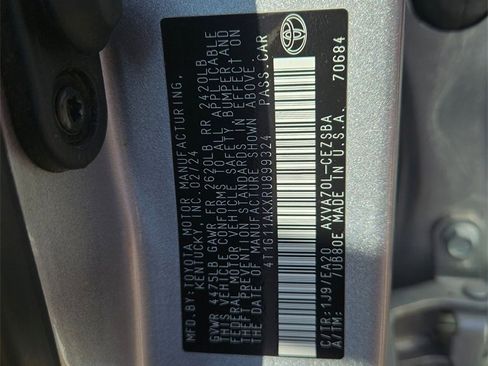 MFD.BY:TOYOTA MOTOR MANUFACTURING,
KENTUCKY, INC. 02/24
GVWR 4475LB GAWR FR 2620LB RR 2420LB
THIS VEHICLE CONFORMS TO ALL APPLICABLE
FEDERAL MOTOR VEHICLE SAFETY, BUMPER, AND
THEFT PREVENTION STANDARDS IN EFFECT ON
THE DATE OF MANUFACTURE SHOWN ABOVE.
4T1G11AKXRU899324 PASS.CAR
C/TR:1J9/EA20 AXVA70L-CEZSBA
A/TM: /UB80E MADE IN U.S.A. 70684